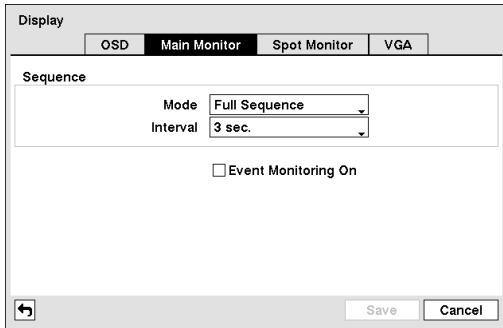 Display
OSD Main Monitor Spot Monitor VGA
Sequence
Mode Full Sequence
Interval 3 sec.
Event Monitoring On
Save Cancel